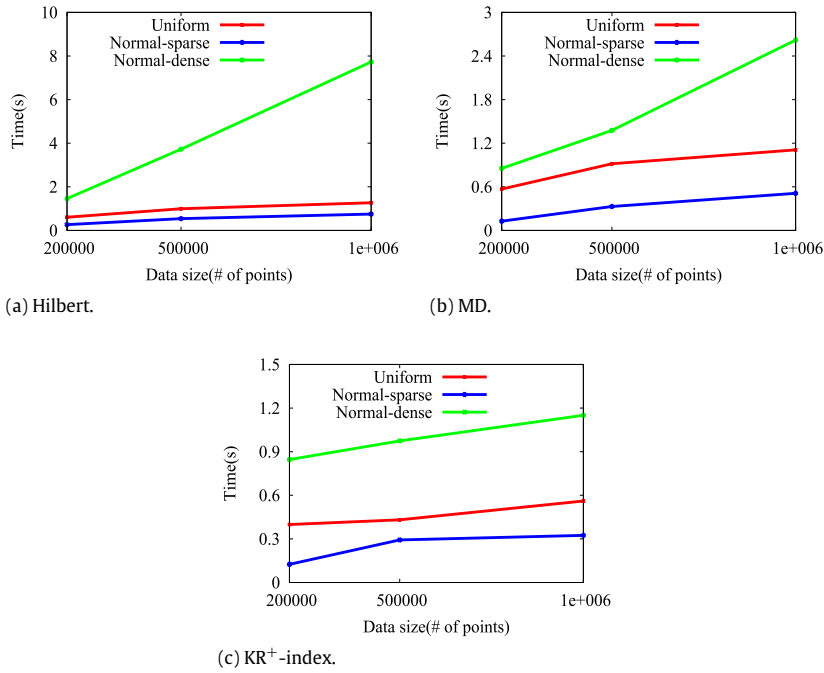 10
8
6
4
2
0
Time(s)
Uniform
Normal-sparse
Normal-dense
200000 500000 1e+006
Data size(# of points)
(a) Hilbert.
3
2.4
1.8
1.2
0.6
0
Time(s)
Uniform
Normal-sparse
Normal-dense
200000 500000 1e+006
Data size(# of points)
(b) MD.
1.5
1.2
0.9
0.6
0.3
0
Time(s)
Uniform
Normal-sparse
Normal-dense
200000 500000 1e+006
Data size(# of points)
(c) KR⁺-index.